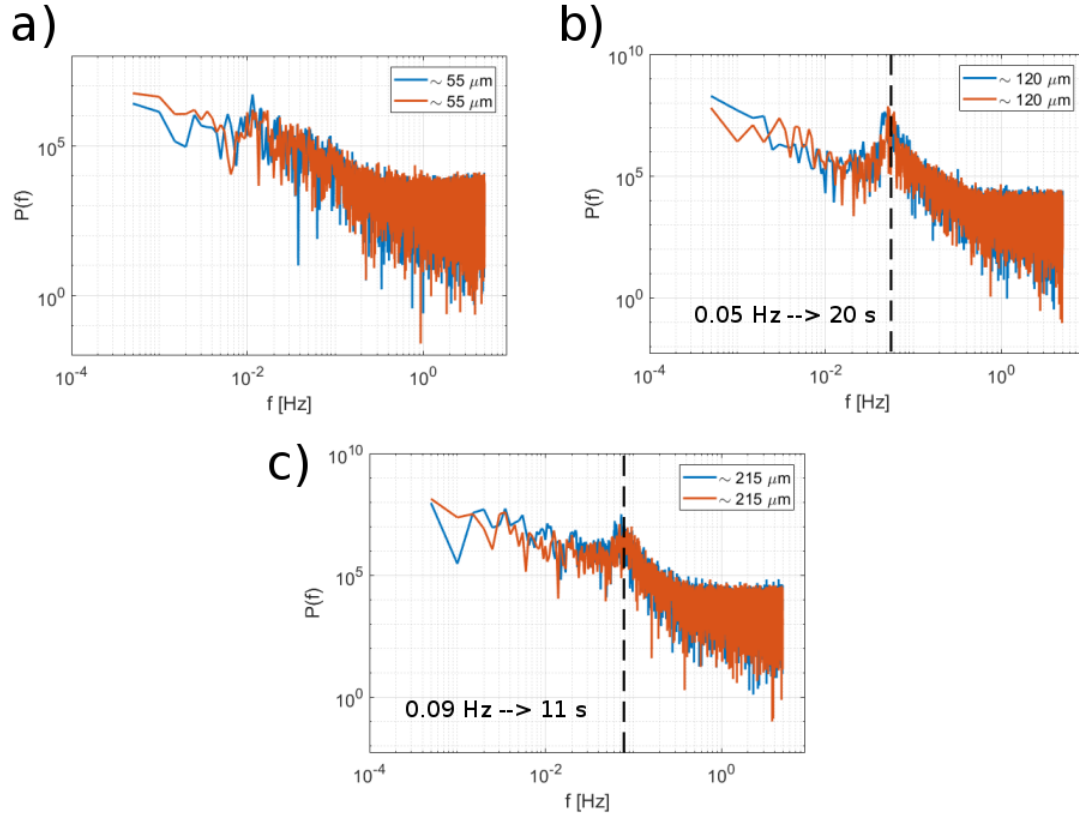 a)
~ 55 μm
~ 55 μm
10^5
10^0
P(f)
10^-4
10^-2
10^0
f [Hz]
b)
10^10
~ 120 μm
~ 120 μm
10^5
10^0
P(f)
0.05 Hz --> 20 s
10^-4
10^-2
10^0
f [Hz]
c)
10^10
~ 215 μm
~ 215 μm
10^5
10^0
P(f)
0.09 Hz --> 11 s
10^-4
10^-2
10^0
f [Hz]